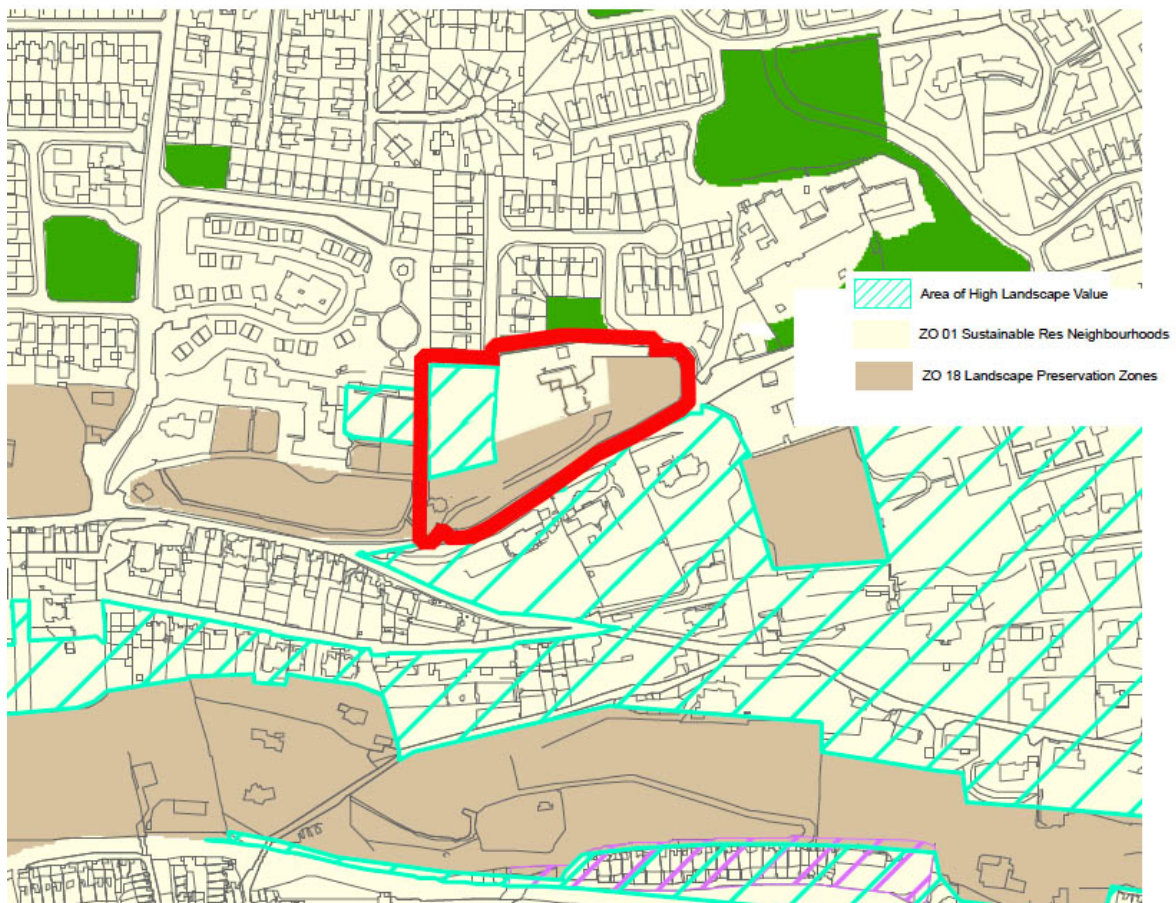 Area of High Landscape Value
ZO 01 Sustainable Res Neighbourhoods
ZO 18 Landscape Preservation Zones